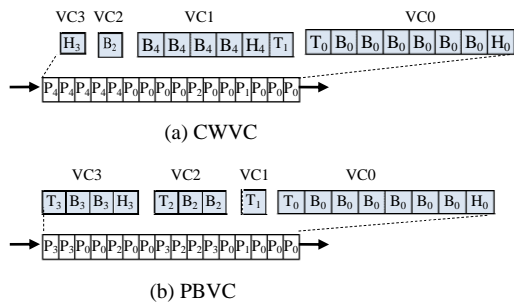 VC3 VC2 VC1 VC0
H₃ B₂ B₄ B₄ B₄ B₄ H₄ T₁ T₀ B₀ B₀ B₀ B₀ B₀ B₀ H₀
P₄ P₄ P₄ P₄ P₄ P₀ P₀ P₀ P₀ P₂ P₀ P₀ P₁ P₀ P₀ P₀
(a) CWVC
VC3 VC2 VC1 VC0
T₃ B₃ B₃ H₃ T₂ B₂ B₂ T₁ T₀ B₀ B₀ B₀ B₀ B₀ H₀
P₃ P₃ P₀ P₀ P₂ P₀ P₀ P₃ P₂ P₂ P₃ P₀ P₁ P₀ P₀ P₀
(b) PBVC